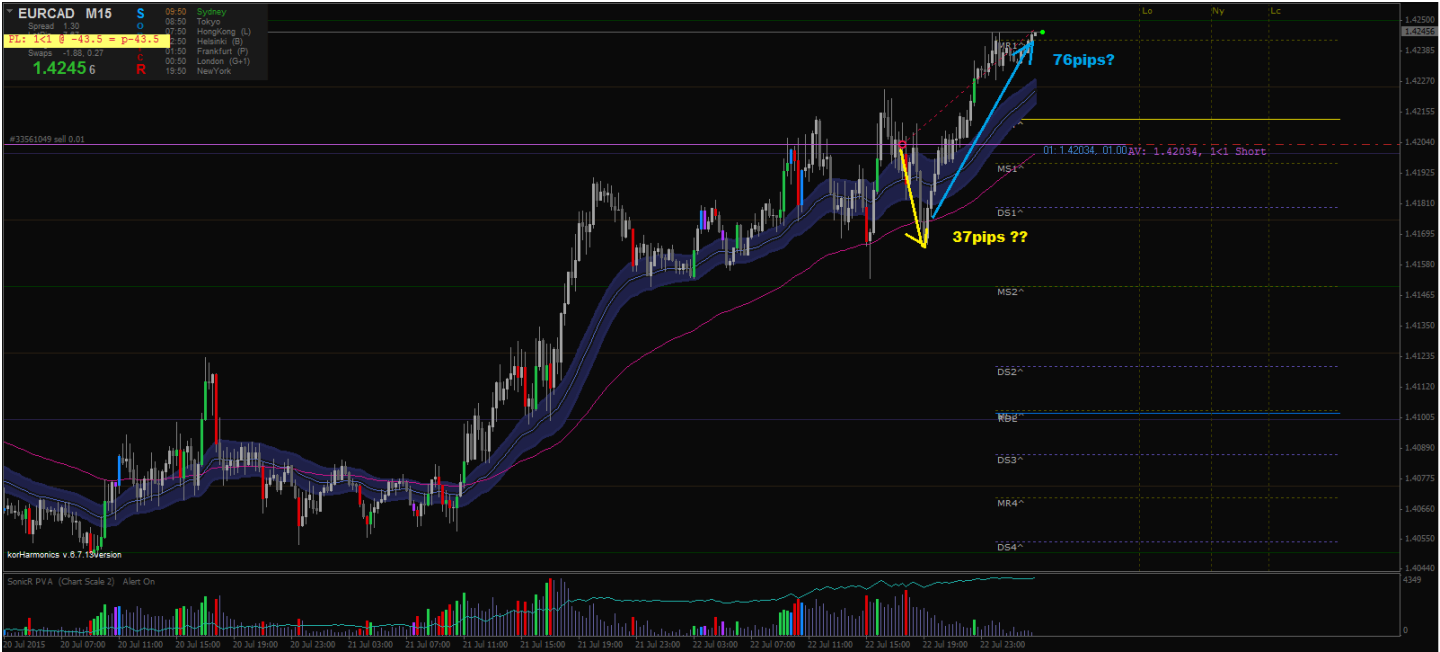 EURCAD M15
S
Spread 1.30
PL: 1<1 @ -43.5 = p-43.5
Swaps -1.88, 0.27
R
1.4245 6
09:50 Sydney
08:50 Tokyo
07:50 HongKong (L)
02:50 Helsinki (B)
01:50 Frankfurt (P)
00:50 London (G+1)
19:50 NewYork
Lo
Ny
Lc
1.42500
1.42456
1.42385
1.42270
1.42155
1.42040
1.41925
1.41810
1.41695
1.41580
1.41465
1.41350
1.41235
1.41120
1.41005
1.40890
1.40775
1.40660
1.40550
1.40440
MR1^
76pips?
#33561049 sell 0.01
01: 1.42034, 01.00
AV: 1.42034, 1<1 Short
MS1^
DS1^
37pips ??
MS2^
DS2^
DS3^
MR4^
DS4^
korHarmonics v.6.7.13version
SonicR PVA (Chart Scale 2) Alert On
4349
0
20 Jul 2015
20 Jul 07:00
20 Jul 11:00
20 Jul 15:00
20 Jul 19:00
20 Jul 23:00
21 Jul 03:00
21 Jul 07:00
21 Jul 11:00
21 Jul 15:00
21 Jul 19:00
21 Jul 23:00
22 Jul 03:00
22 Jul 07:00
22 Jul 11:00
22 Jul 15:00
22 Jul 19:00
22 Jul 23:00